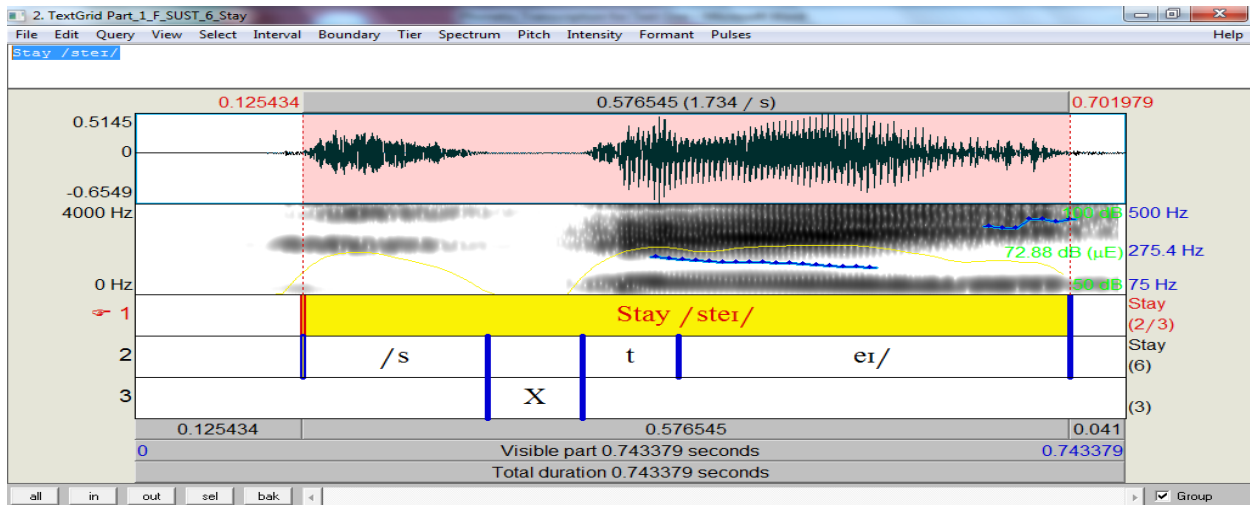 2. TextGrid Part_1_F_SUST_6_Stay
File Edit Query View Select Interval Boundary Tier Spectrum Pitch Intensity Formant Pulses Help
Stay /steɪ/
0.125434 0.576545 (1.734 / s) 0.701979
0.5145
0
-0.6549
4000 Hz 100 dB 500 Hz
72.88 dB (µE) 275.4 Hz
0 Hz 50 dB 75 Hz
1 Stay /steɪ/ Stay (2/3)
2 /s t eɪ/ Stay (6)
3 X (3)
0.125434 0.576545 0.041
0 Visible part 0.743379 seconds 0.743379
Total duration 0.743379 seconds
all in out sel bak Group